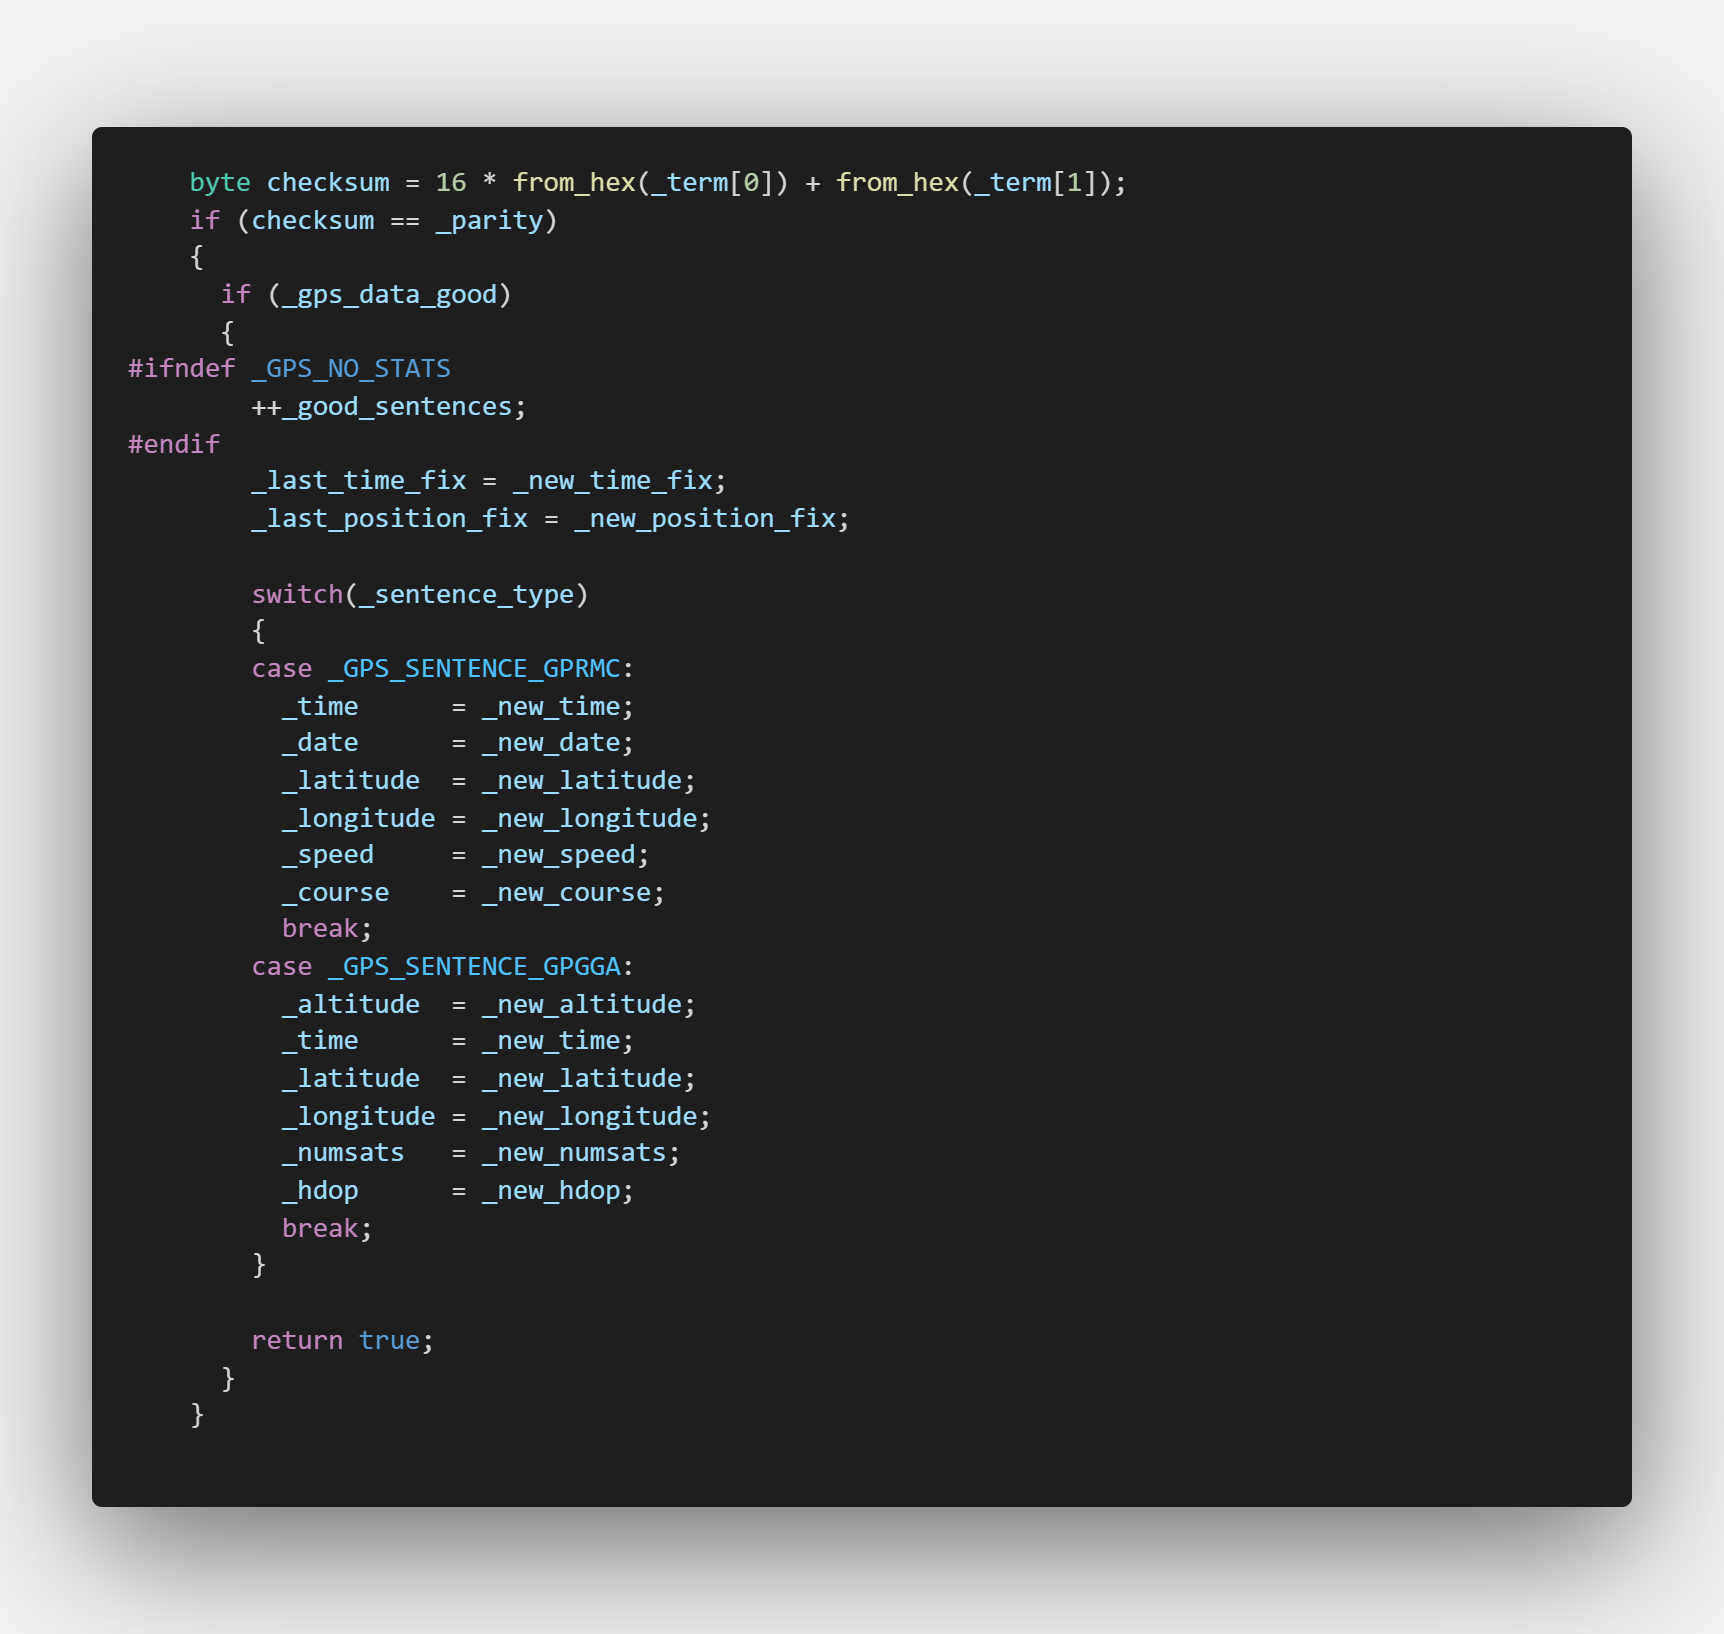 byte checksum = 16 * from_hex(_term[0]) + from_hex(_term[1]);
    if (checksum == _parity)
    {
      if (_gps_data_good)
      {
#ifndef _GPS_NO_STATS
        ++_good_sentences;
#endif
        _last_time_fix = _new_time_fix;
        _last_position_fix = _new_position_fix;

        switch(_sentence_type)
        {
        case _GPS_SENTENCE_GPRMC:
          _time      = _new_time;
          _date      = _new_date;
          _latitude  = _new_latitude;
          _longitude = _new_longitude;
          _speed     = _new_speed;
          _course    = _new_course;
          break;
        case _GPS_SENTENCE_GPGGA:
          _altitude  = _new_altitude;
          _time      = _new_time;
          _latitude  = _new_latitude;
          _longitude = _new_longitude;
          _numsats   = _new_numsats;
          _hdop      = _new_hdop;
          break;
        }

        return true;
      }
    }